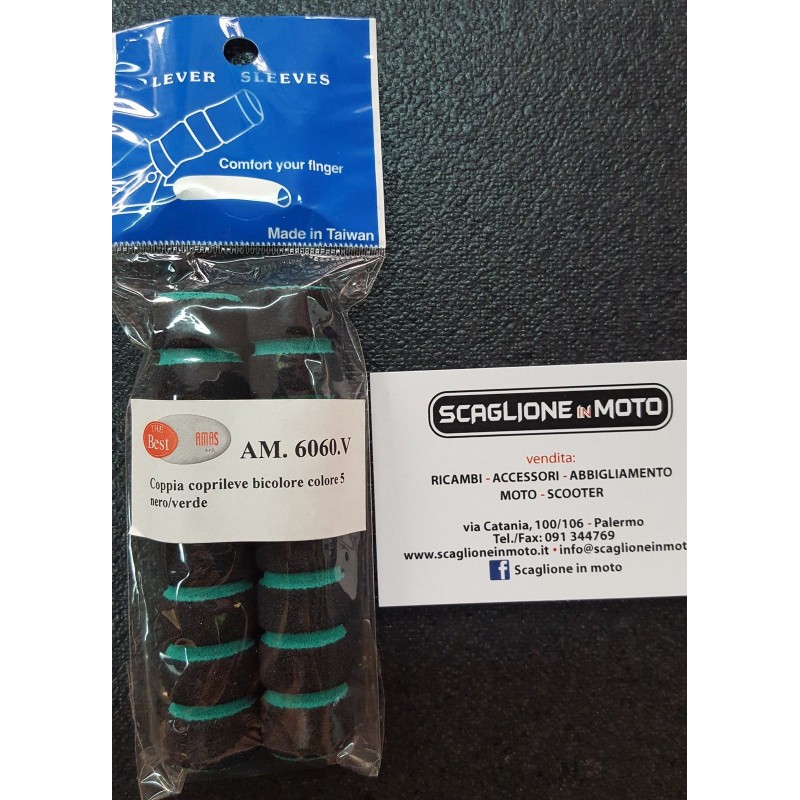 LEVER SLEEVES
Comfort your finger
Made in Taiwan
THE
Best
AMAS
AM. 6060.V
Coppia coprileve bicolore colore 5
nero/verde
SCAGLIONE IN MOTO
vendita:
RICAMBI - ACCESSORI - ABBIGLIAMENTO
MOTO - SCOOTER
via Catania, 100/106 - Palermo
Tel./Fax: 091 344769
www.scaglioneinmoto.it • info@scaglioneinmot
f Scaglione in moto